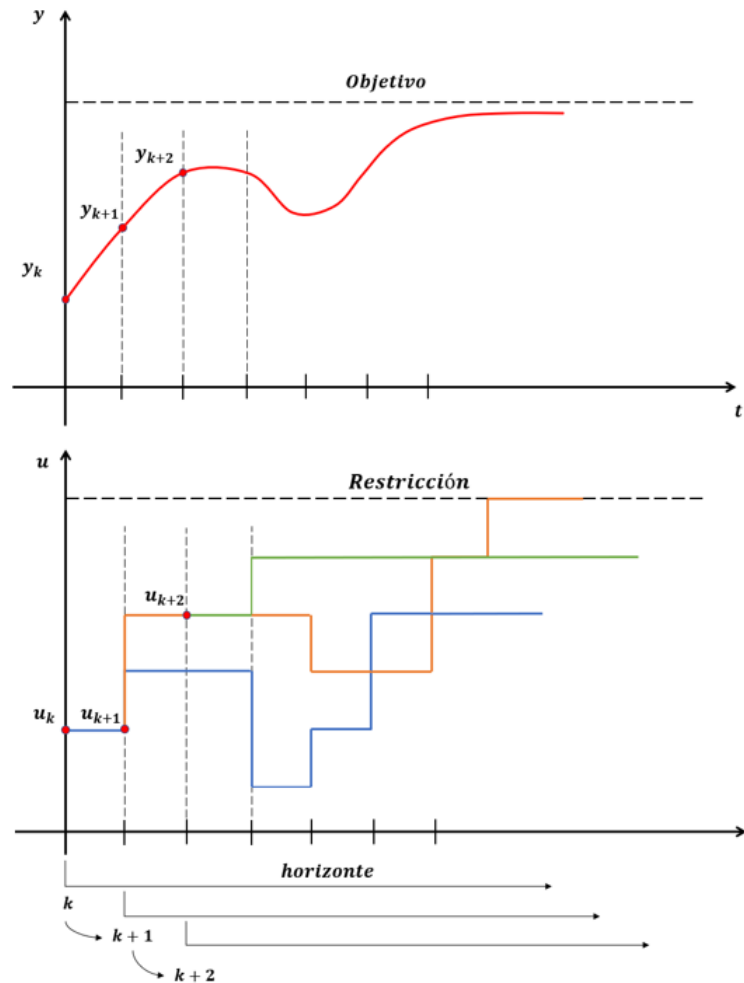 y
Objetivo
y_{k+2}
y_{k+1}
y_k
t
u
Restricción
u_{k+2}
u_k
u_{k+1}
horizonte
k
k + 1
k + 2